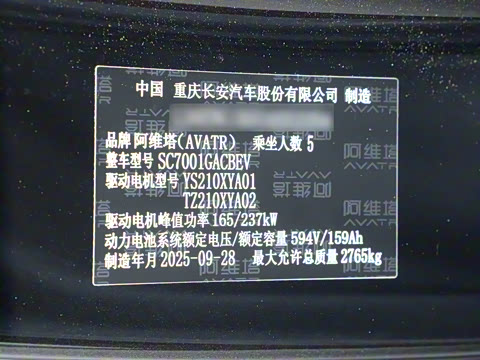 中国 重庆长安汽车股份有限公司 制造
品牌 阿维塔(AVATR) 乘坐人数 5
整车型号 SC7001GACBEV
驱动电机型号 YS210XYA01
TZ210XYA02
驱动电机峰值功率 165/237kW
动力电池系统额定电压/额定容量 594V/159Ah
制造年月 2025-09-28 最大允许总质量 2765kg